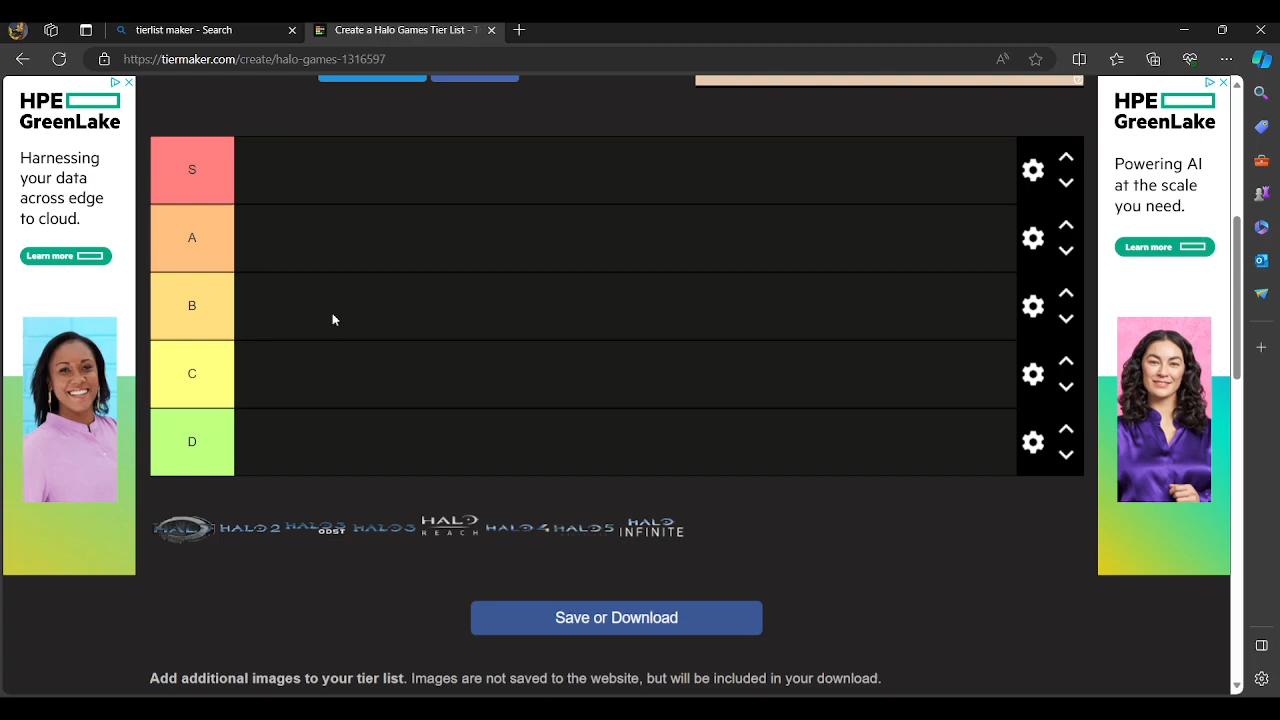 tierlist maker - Search
Create a Halo Games Tier List - T
https://tiermaker.com/create/halo-games-1316597
HPE
GreenLake
Harnessing
your data
across edge
to cloud.
Learn more
S
A
B
C
D
HPE
GreenLake
Powering AI
at the scale
you need.
Learn more
HALO
HALO 2
HALO 3
ODST
HALO 3
HALO
REACH
HALO 4
HALO 5
HALO
INFINITE
Save or Download
Add additional images to your tier list. Images are not saved to the website, but will be included in your download.